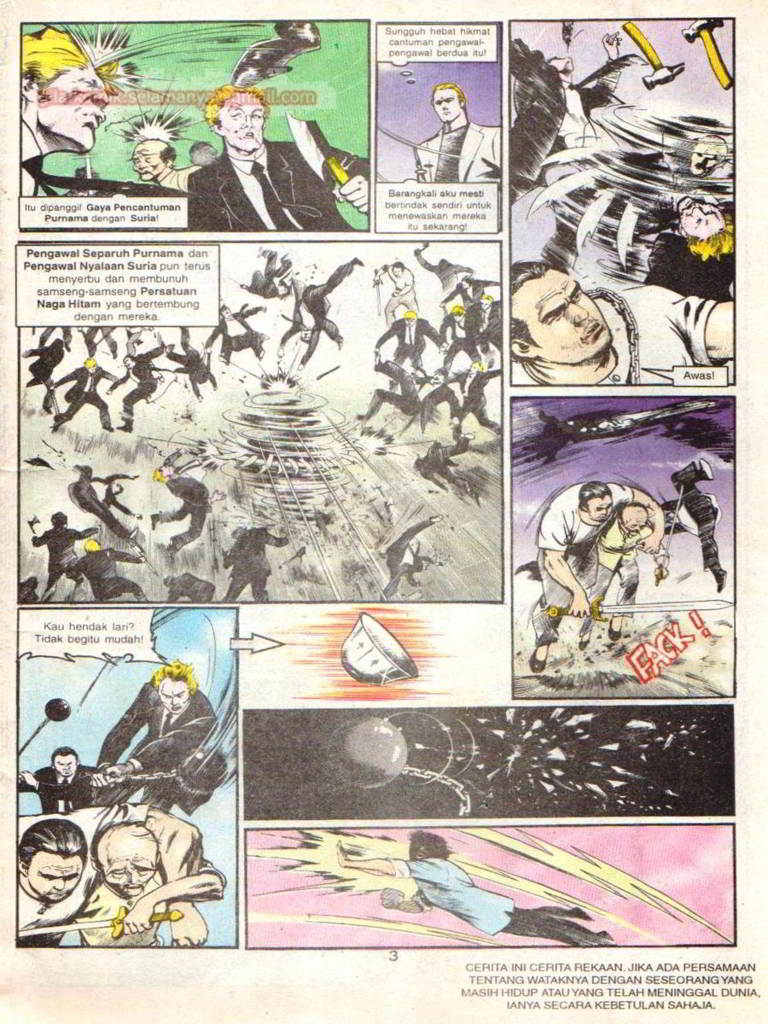 Itu dipanggil Gaya Pencantuman
Purnama dengan Suria!
Sungguh hebat hikmat
cantuman pengawal-
pengawal berdua itu!
Barangkali aku mesti
bertindak sendiri untuk
menewaskan mereka
itu sekarang!
Awas!
Pengawal Separuh Purnama dan
Pengawal Nyalaan Suria pun terus
menyerbu dan membunuh
samseng-samseng Persatuan
Naga Hitam yang bertembung
dengan mereka.
FACK!
Kau hendak lari?
Tidak begitu mudah!
3
CERITA INI CERITA REKAAN. JIKA ADA PERSAMAAN
TENTANG WATAKNYA DENGAN SESEORANG YANG
MASIH HIDUP ATAU YANG TELAH MENINGGAL DUNIA,
IANYA SECARA KEBETULAN SAHAJA.